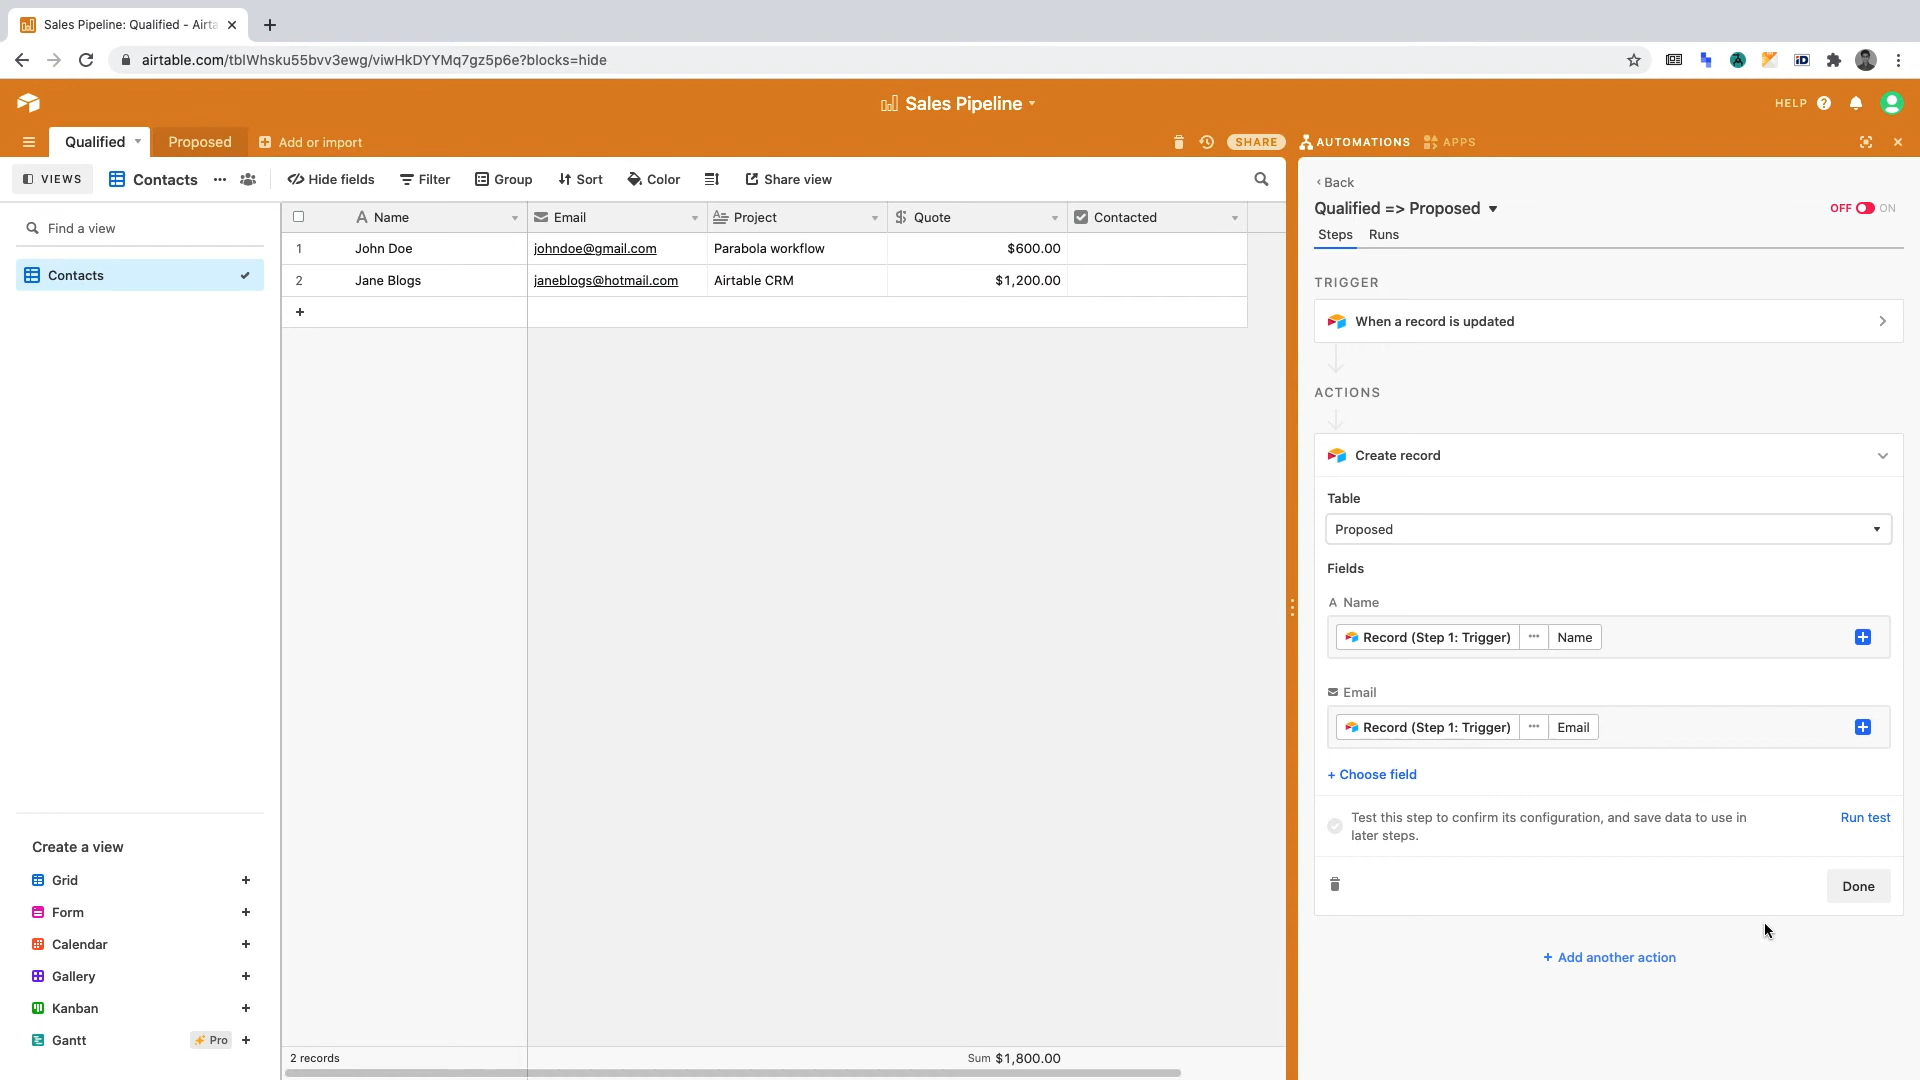 Sales Pipeline: Qualified - Airta
airtable.com/tblWhsku55bvv3ewg/viwHkDYYMq7gz5p6e?blocks=hide
Sales Pipeline
HELP
Qualified
Proposed
Add or import
SHARE
AUTOMATIONS
APPS
VIEWS
Contacts
Hide fields
Filter
Group
Sort
Color
Share view
Find a view
Contacts
Name Email Project Quote Contacted
1 John Doe johndoe@gmail.com Parabola workflow $600.00
2 Jane Blogs janeblogs@hotmail.com Airtable CRM $1,200.00
+
Create a view
Grid +
Form +
Calendar +
Gallery +
Kanban +
Gantt Pro +
2 records Sum $1,800.00
Back
Qualified => Proposed
OFF ON
Steps Runs
TRIGGER
When a record is updated
ACTIONS
Create record
Table
Proposed
Fields
A Name
Record (Step 1: Trigger) ··· Name
Email
Record (Step 1: Trigger) ··· Email
+ Choose field
Test this step to confirm its configuration, and save data to use in
later steps.
Run test
Done
+ Add another action